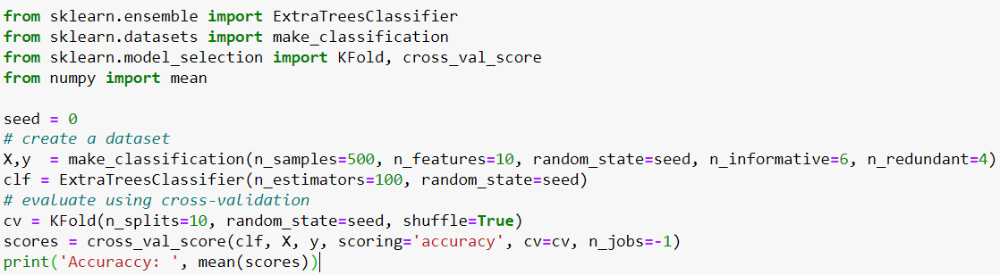 from sklearn.ensemble import ExtraTreesClassifier
from sklearn.datasets import make_classification
from sklearn.model_selection import KFold, cross_val_score
from numpy import mean

seed = 0
# create a dataset
X,y  = make_classification(n_samples=500, n_features=10, random_state=seed, n_informative=6, n_redundant=4)
clf = ExtraTreesClassifier(n_estimators=100, random_state=seed)
# evaluate using cross-validation
cv = KFold(n_splits=10, random_state=seed, shuffle=True)
scores = cross_val_score(clf, X, y, scoring='accuracy', cv=cv, n_jobs=-1)
print('Accuraccy: ', mean(scores))